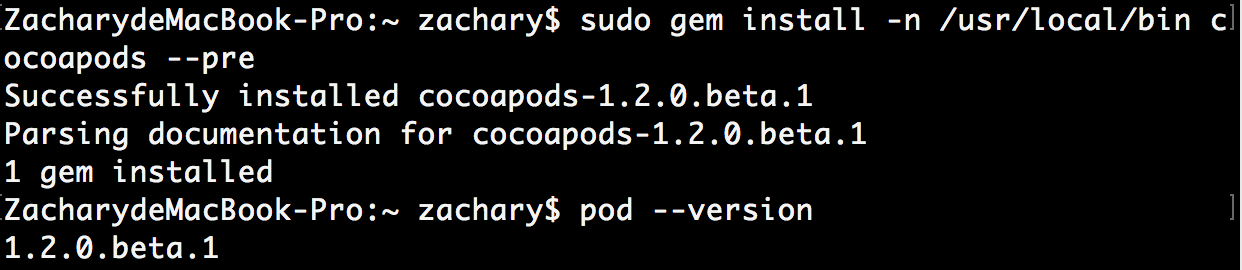 ZacharydeMacBook-Pro:~ zachary$ sudo gem install -n /usr/local/bin c
ocoapods --pre
Successfully installed cocoapods-1.2.0.beta.1
Parsing documentation for cocoapods-1.2.0.beta.1
1 gem installed
ZacharydeMacBook-Pro:~ zachary$ pod --version
1.2.0.beta.1